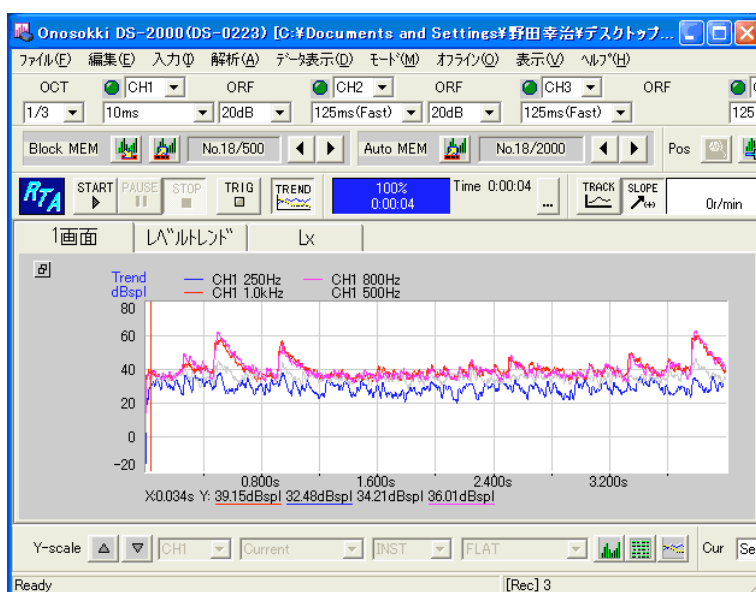 Onosokki DS-2000(DS-0223) [C:¥Documents and Settings¥野田幸治¥デスクトップ...
ファイル(F) 編集(E) 入力(I) 解析(A) データ表示(D) モード(M) オフライン(O) 表示(V) ヘルプ(H)
OCT CH1 ORF CH2 ORF CH3 ORF
1/3 10ms 20dB 125ms(Fast) 20dB 125ms(Fast) 125
Block MEM No.18/500 Auto MEM No.18/2000 Pos
RTA START PAUSE STOP TRIG TREND 100% 0:00:04 Time 0:00:04 ... TRACK SLOPE (+) 0r/min
1画面 レベルトレンド Lx
Trend CH1 250Hz CH1 800Hz
dBspl CH1 1.0kHz CH1 500Hz
80
60
40
20
0
-20
0.800s 1.600s 2.400s 3.200s
X:0.034s Y: 39.15dBspl 32.48dBspl 34.21dBspl 36.01dBspl
Y-scale CH1 Current INST FLAT Cur Se
Ready [Rec] 3